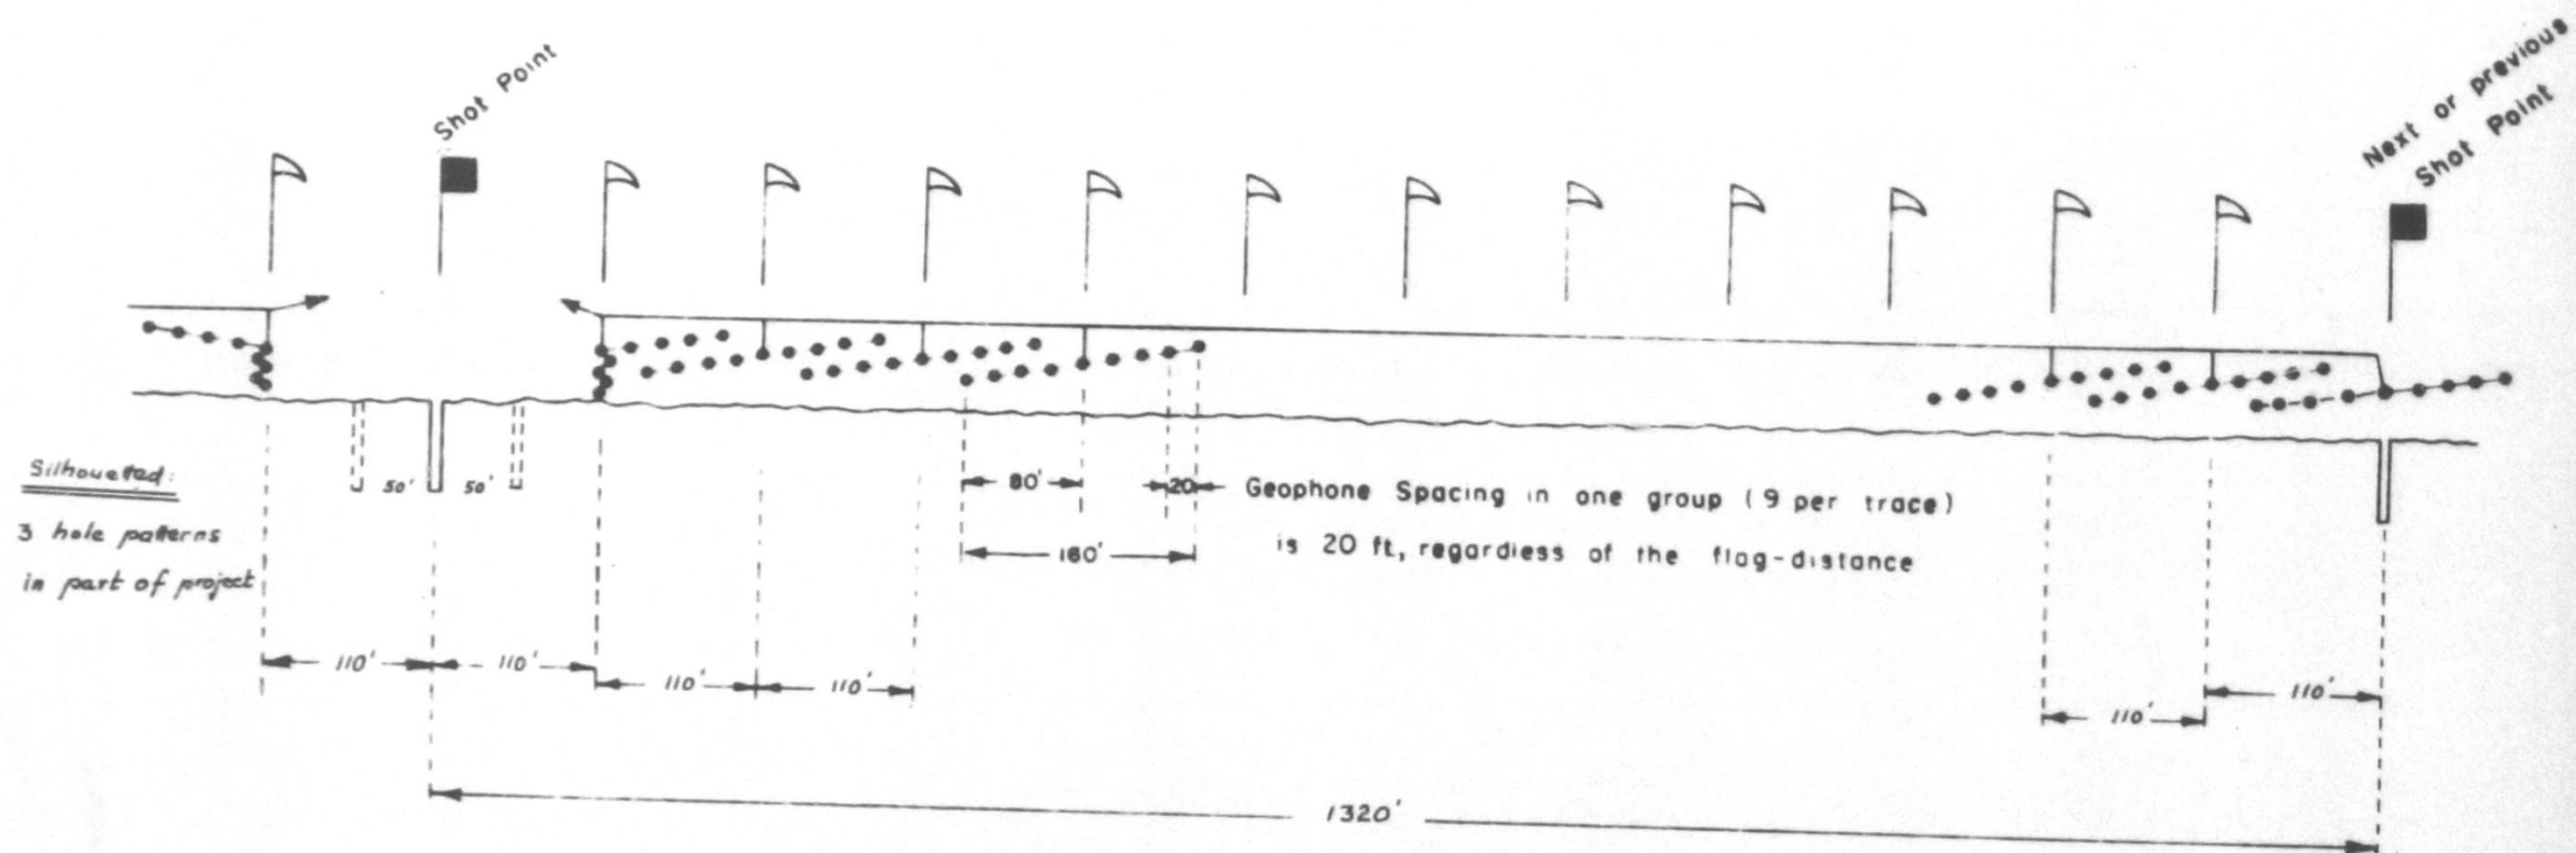 Shot Point
Next or previous
Shot Point
Silhouetted:
3 hole patterns
in part of project
50'
50'
80'
20
Geophone Spacing in one group ( 9 per trace )
160'
is 20 ft, regardless of the flag-distance
110'
110'
110'
110'
110'
110'
1320'